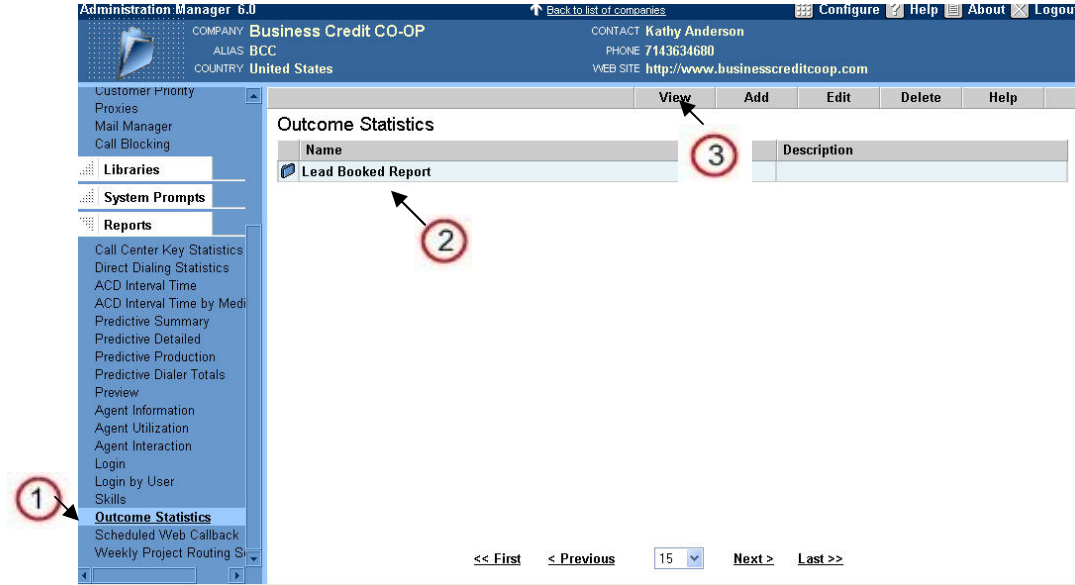 Administration Manager 6.0 Back to list of companies Configure Help About Logout
COMPANY Business Credit CO-OP CONTACT Kathy Anderson
ALIAS BCC PHONE 7143634680
COUNTRY United States WEB SITE http://www.businesscreditcoop.com
Customer Priority
Proxies
Mail Manager
Call Blocking
Libraries
System Prompts
Reports
Call Center Key Statistics
Direct Dialing Statistics
ACD Interval Time
ACD Interval Time by Medi
Predictive Summary
Predictive Detailed
Predictive Production
Predictive Dialer Totals
Preview
Agent Information
Agent Utilization
Agent Interaction
Login
Login by User
Skills
1 Outcome Statistics
Scheduled Web Callback
Weekly Project Routing S
View Add Edit Delete Help
Outcome Statistics
Name Description
Lead Booked Report
3
2
<< First < Previous 15 Next > Last >>